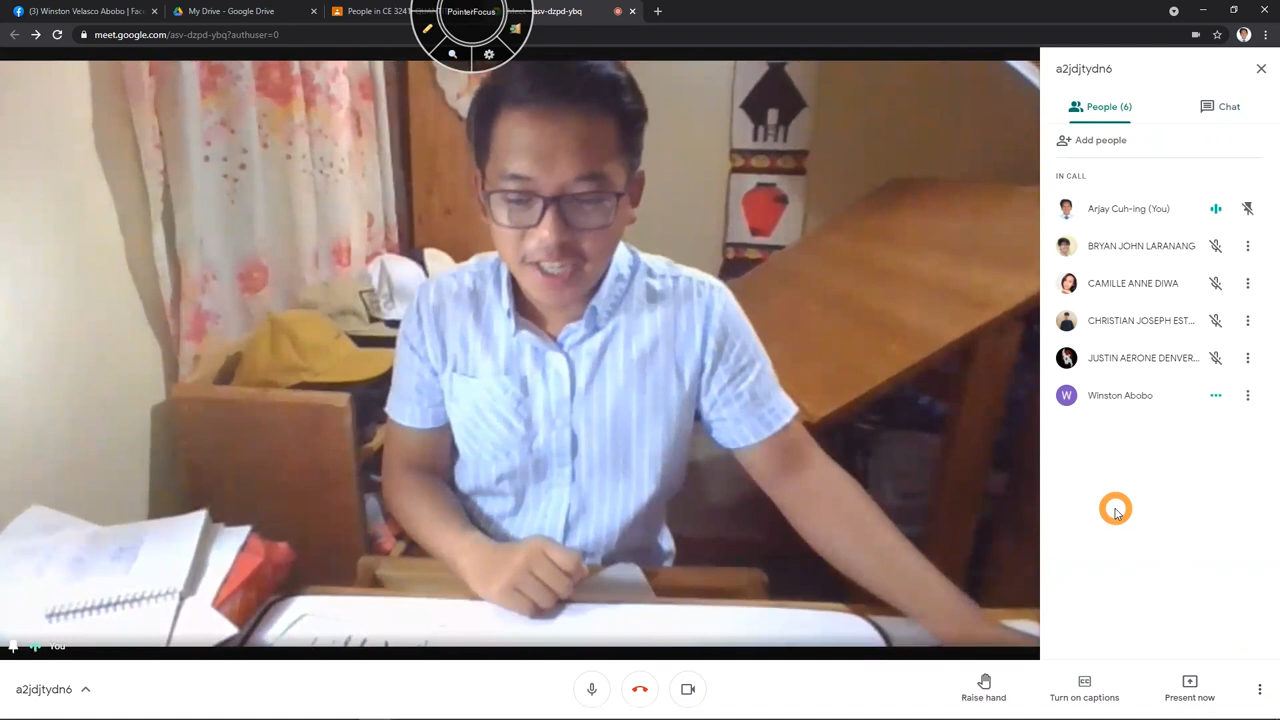 (3) Winston Velasco Abobo | Fac
My Drive - Google Drive
People in CE 3241
PointerFocus
asv-dzpd-ybq
meet.google.com/asv-dzpd-ybq?authuser=0
You
a2jdjtydn6
People (6)
Chat
Add people
IN CALL
Arjay Cuh-ing (You)
BRYAN JOHN LARANANG
CAMILLE ANNE DIWA
CHRISTIAN JOSEPH EST...
JUSTIN AERONE DENVER...
W
Winston Abobo
a2jdjtydn6
Raise hand
CC
Turn on captions
Present now